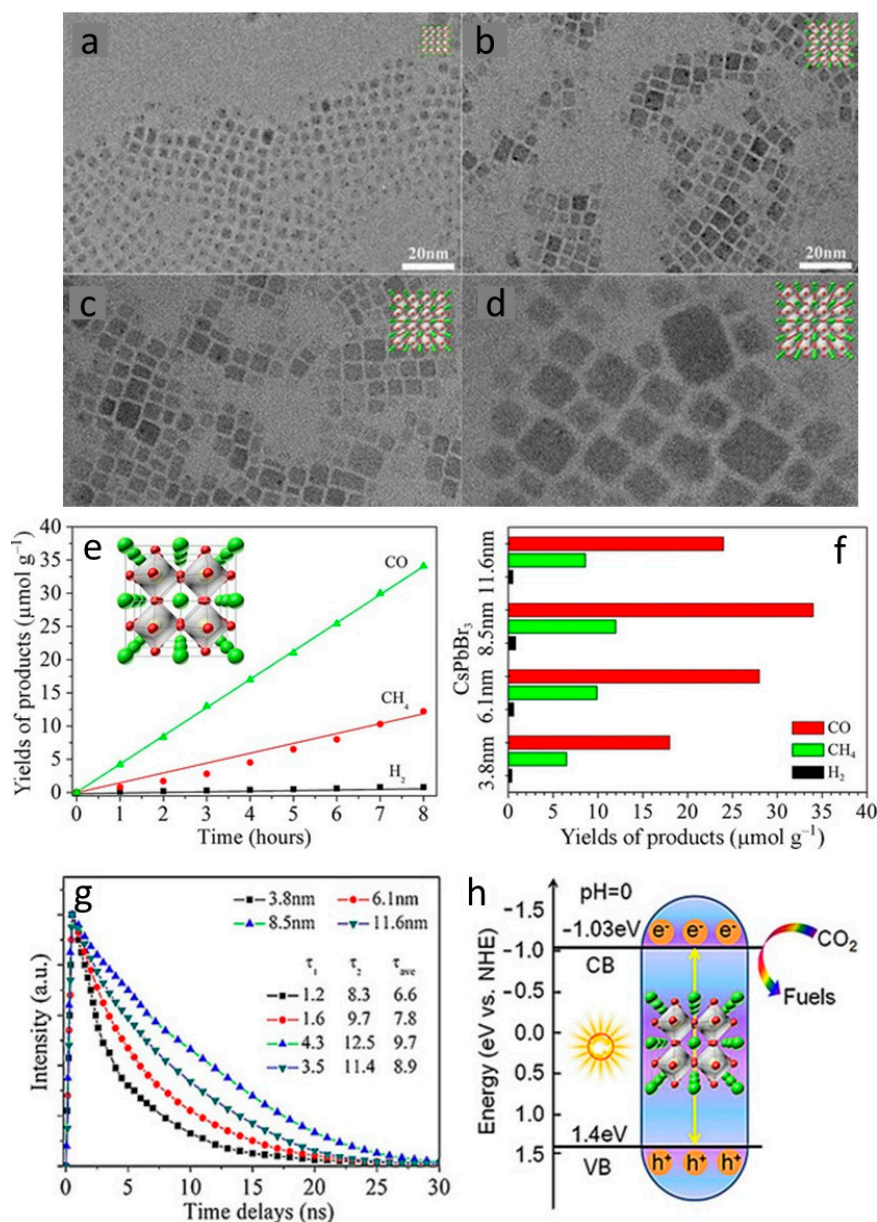 a
b
20nm
20nm
c
d
e
40
35
30
25
20
15
10
5
0
Yields of products (μmol g⁻¹)
CO
CH₄
H₂
0 1 2 3 4 5 6 7 8
Time (hours)
f
CsPbBr₃
11.6nm
8.5nm
6.1nm
3.8nm
CO
CH₄
H₂
0 5 10 15 20 25 30 35 40
Yields of products (μmol g⁻¹)
g
Intensity (a.u.)
3.8nm 6.1nm
8.5nm 11.6nm
τ₁ τ₂ τave
1.2 8.3 6.6
1.6 9.7 7.8
4.3 12.5 9.7
3.5 11.4 8.9
0 5 10 15 20 25 30
Time delays (ns)
h
Energy (eV vs. NHE)
pH=0
-1.5
-1.03eV
e⁻ e⁻ e⁻
CO₂
-1.0
CB
Fuels
-0.5
0.0
0.5
1.0
1.4eV
1.5
VB
h⁺ h⁺ h⁺